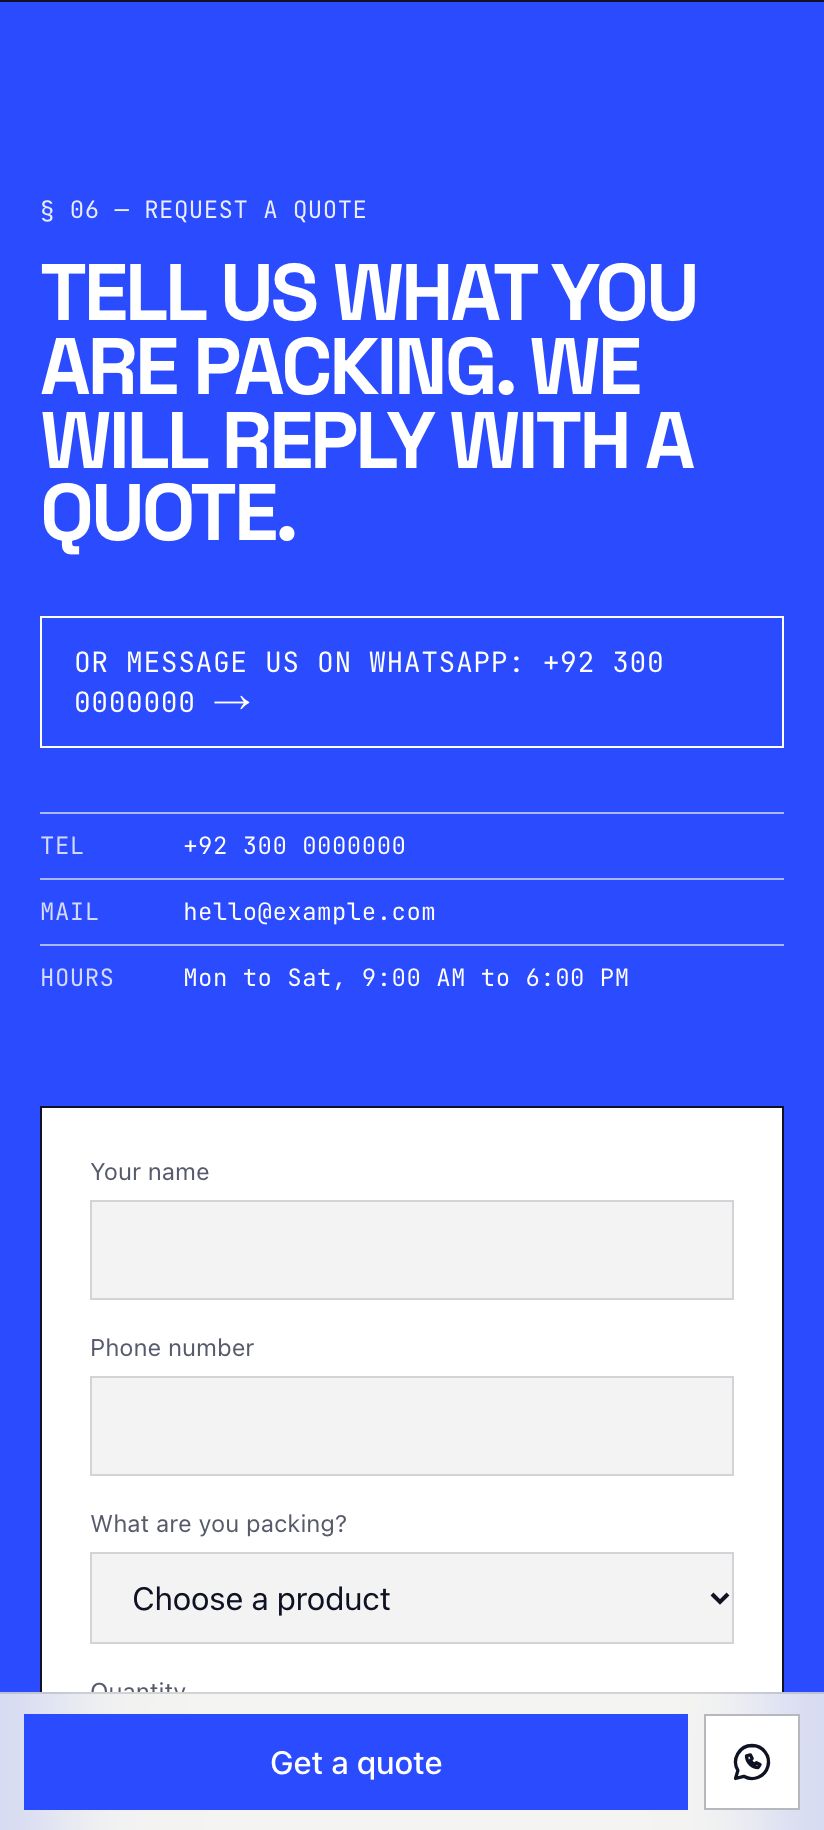 § 06 — REQUEST A QUOTE
TELL US WHAT YOU
ARE PACKING. WE
WILL REPLY WITH A
QUOTE.
OR MESSAGE US ON WHATSAPP: +92 300
0000000 ⟶
TEL +92 300 0000000
MAIL hello@example.com
HOURS Mon to Sat, 9:00 AM to 6:00 PM
Your name
Phone number
What are you packing?
Choose a product
Quantity
Get a quote